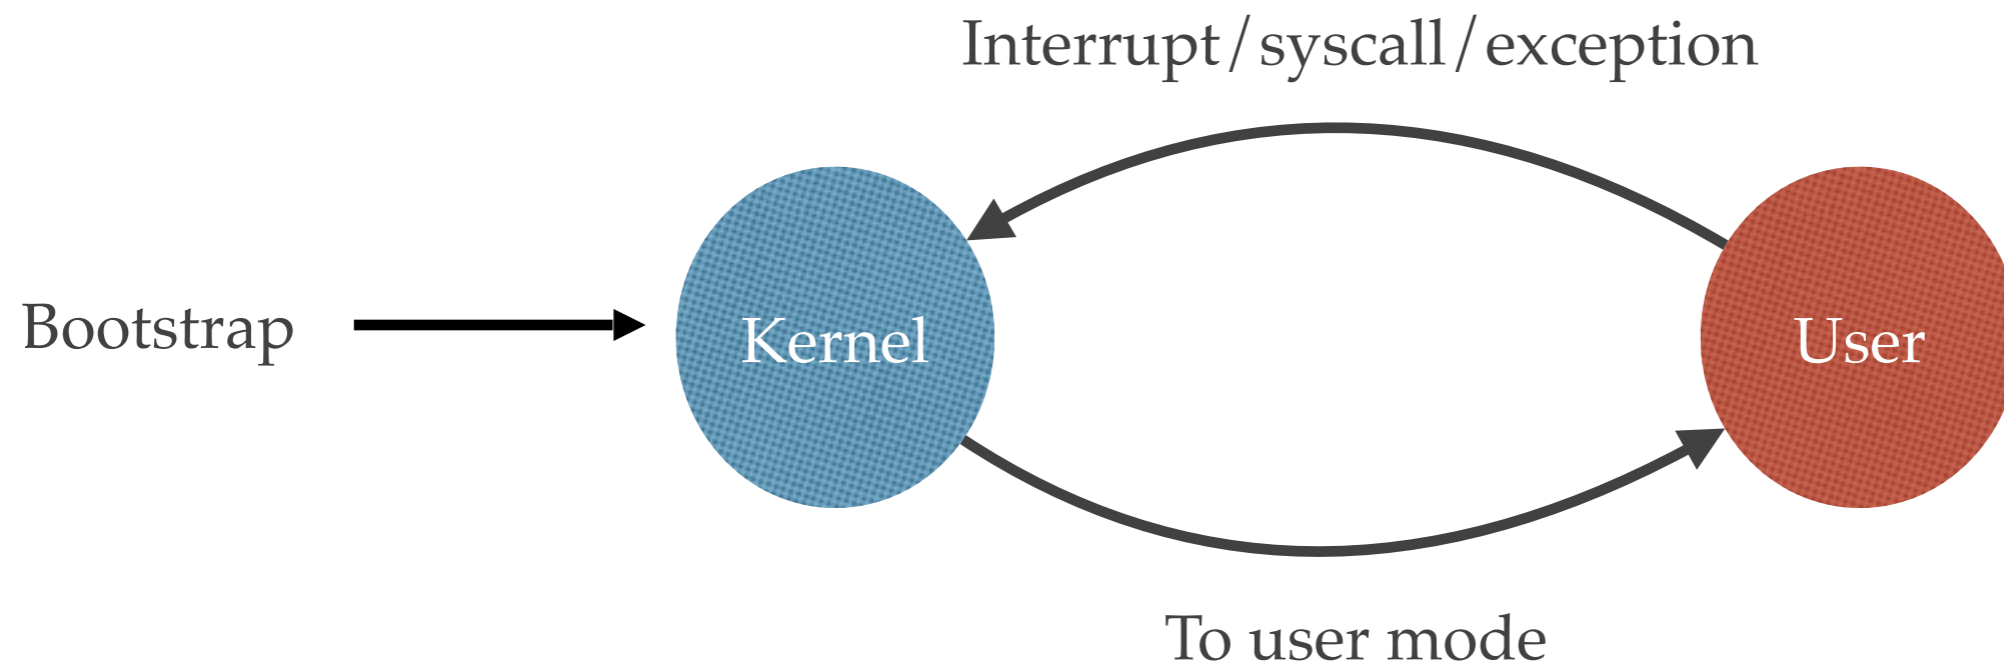 Interrupt/syscall/exception
Bootstrap
Kernel
User
To user mode